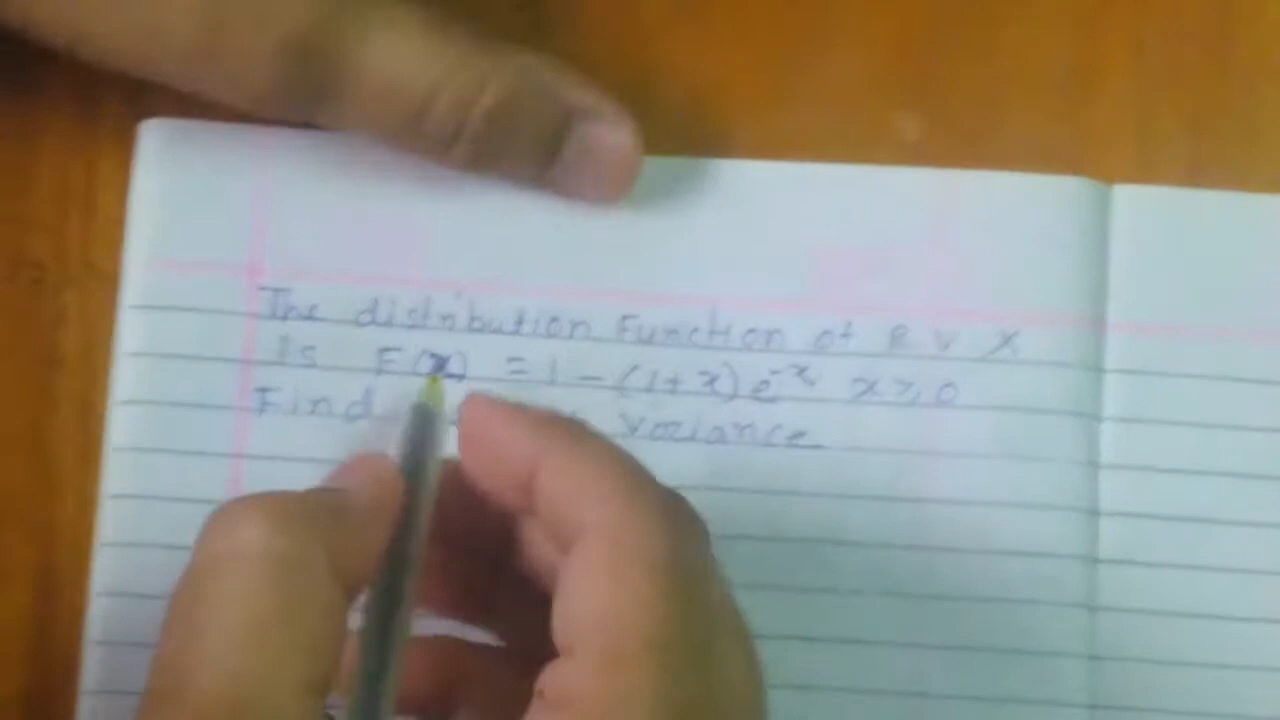 The distribution Function of R V X
is F(x) = 1 - (1+x) e^-x, x ≥ 0
Find variance